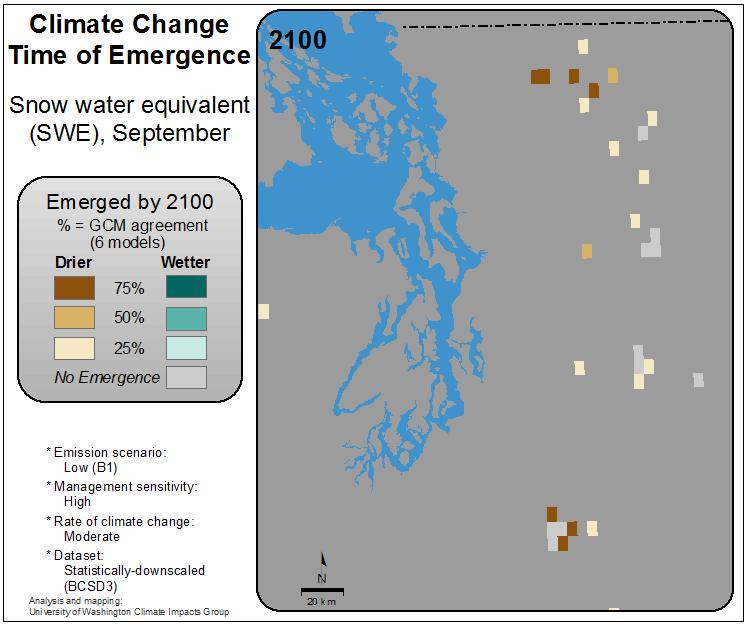 Climate Change
Time of Emergence
Snow water equivalent
(SWE), September
Emerged by 2100
% = GCM agreement
(6 models)
Drier Wetter
75%
50%
25%
No Emergence
* Emission scenario:
Low (B1)
* Management sensitivity:
High
* Rate of climate change:
Moderate
* Dataset:
Statistically-downscaled
(BCSD3)
Analysis and mapping:
University of Washington Climate Impacts Group
2100
N
20 km